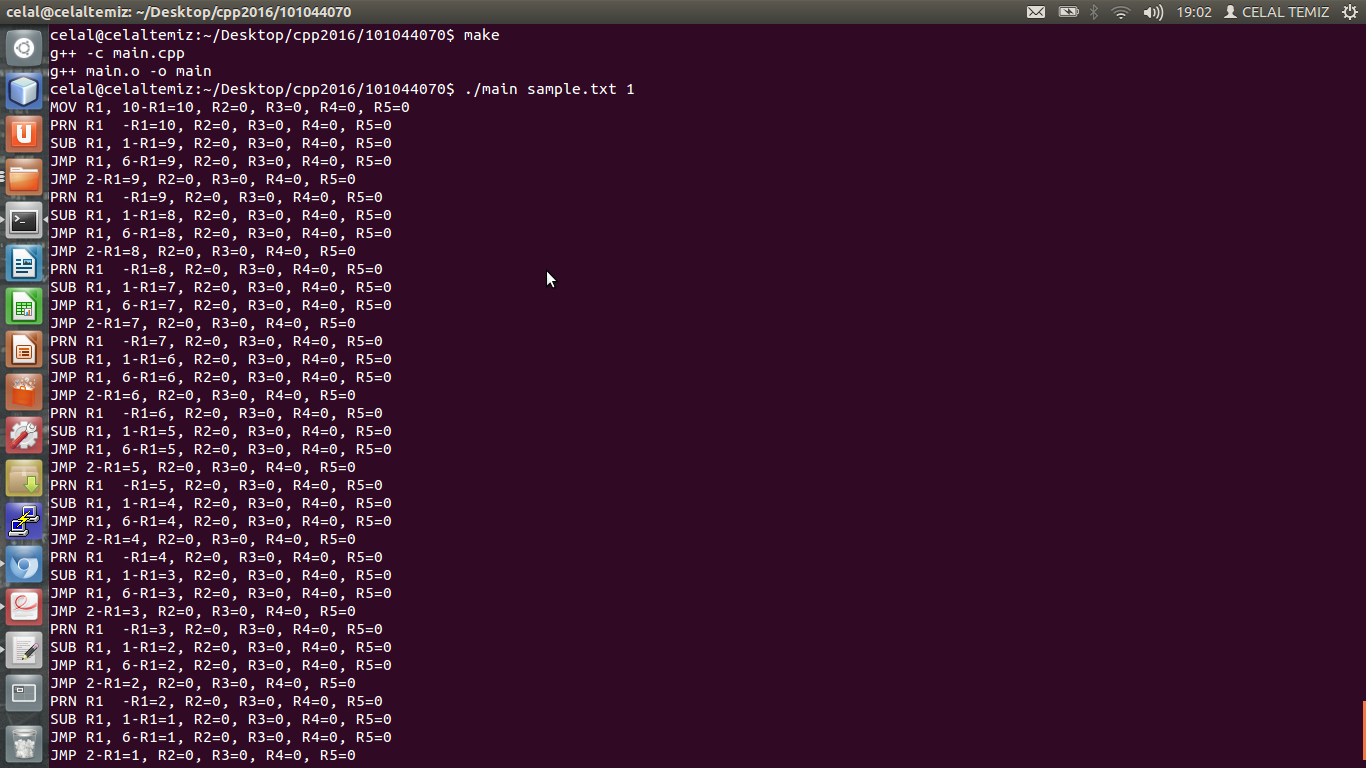 celal@celaltemiz: ~/Desktop/cpp2016/101044070 19:02 CELAL TEMIZ
celal@celaltemiz:~/Desktop/cpp2016/101044070$ make
g++ -c main.cpp
g++ main.o -o main
celal@celaltemiz:~/Desktop/cpp2016/101044070$ ./main sample.txt 1
MOV R1, 10-R1=10, R2=0, R3=0, R4=0, R5=0
PRN R1  -R1=10, R2=0, R3=0, R4=0, R5=0
SUB R1, 1-R1=9, R2=0, R3=0, R4=0, R5=0
JMP R1, 6-R1=9, R2=0, R3=0, R4=0, R5=0
JMP 2-R1=9, R2=0, R3=0, R4=0, R5=0
PRN R1  -R1=9, R2=0, R3=0, R4=0, R5=0
SUB R1, 1-R1=8, R2=0, R3=0, R4=0, R5=0
JMP R1, 6-R1=8, R2=0, R3=0, R4=0, R5=0
JMP 2-R1=8, R2=0, R3=0, R4=0, R5=0
PRN R1  -R1=8, R2=0, R3=0, R4=0, R5=0
SUB R1, 1-R1=7, R2=0, R3=0, R4=0, R5=0
JMP R1, 6-R1=7, R2=0, R3=0, R4=0, R5=0
JMP 2-R1=7, R2=0, R3=0, R4=0, R5=0
PRN R1  -R1=7, R2=0, R3=0, R4=0, R5=0
SUB R1, 1-R1=6, R2=0, R3=0, R4=0, R5=0
JMP R1, 6-R1=6, R2=0, R3=0, R4=0, R5=0
JMP 2-R1=6, R2=0, R3=0, R4=0, R5=0
PRN R1  -R1=6, R2=0, R3=0, R4=0, R5=0
SUB R1, 1-R1=5, R2=0, R3=0, R4=0, R5=0
JMP R1, 6-R1=5, R2=0, R3=0, R4=0, R5=0
JMP 2-R1=5, R2=0, R3=0, R4=0, R5=0
PRN R1  -R1=5, R2=0, R3=0, R4=0, R5=0
SUB R1, 1-R1=4, R2=0, R3=0, R4=0, R5=0
JMP R1, 6-R1=4, R2=0, R3=0, R4=0, R5=0
JMP 2-R1=4, R2=0, R3=0, R4=0, R5=0
PRN R1  -R1=4, R2=0, R3=0, R4=0, R5=0
SUB R1, 1-R1=3, R2=0, R3=0, R4=0, R5=0
JMP R1, 6-R1=3, R2=0, R3=0, R4=0, R5=0
JMP 2-R1=3, R2=0, R3=0, R4=0, R5=0
PRN R1  -R1=3, R2=0, R3=0, R4=0, R5=0
SUB R1, 1-R1=2, R2=0, R3=0, R4=0, R5=0
JMP R1, 6-R1=2, R2=0, R3=0, R4=0, R5=0
JMP 2-R1=2, R2=0, R3=0, R4=0, R5=0
PRN R1  -R1=2, R2=0, R3=0, R4=0, R5=0
SUB R1, 1-R1=1, R2=0, R3=0, R4=0, R5=0
JMP R1, 6-R1=1, R2=0, R3=0, R4=0, R5=0
JMP 2-R1=1, R2=0, R3=0, R4=0, R5=0